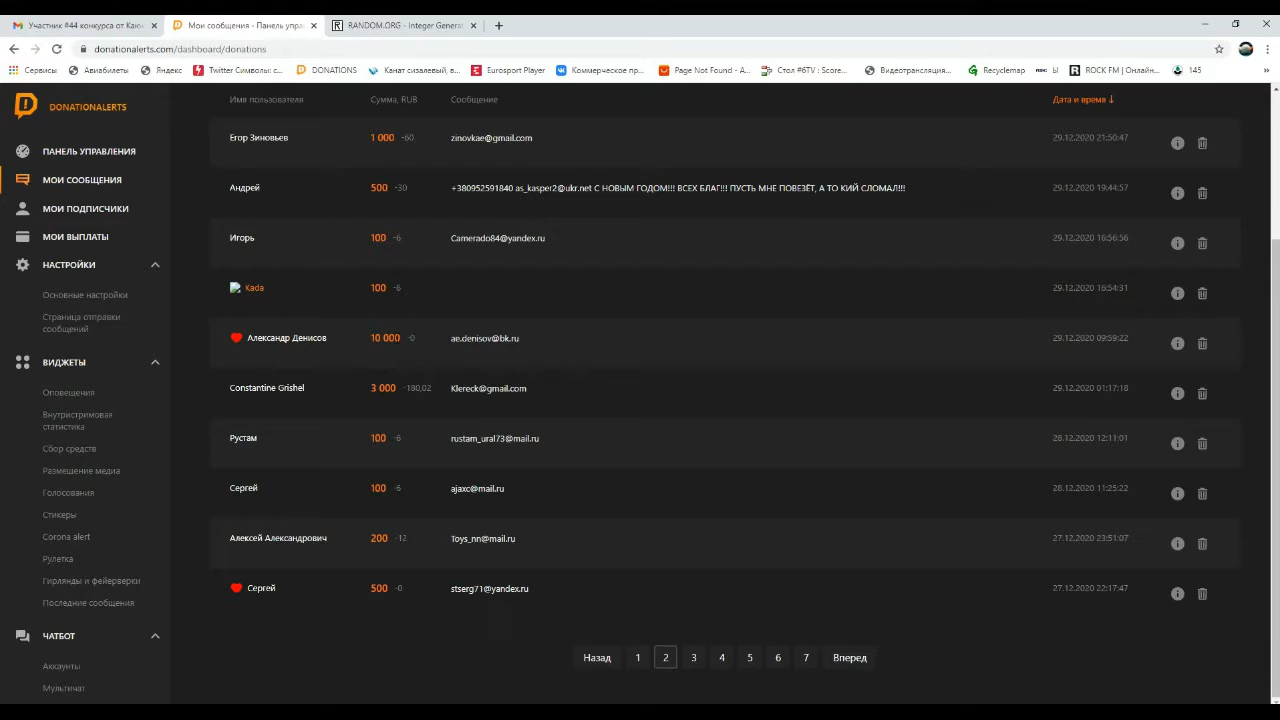 Участник #44 конкурса от Каю
Мои сообщения - Панель упра
RANDOM.ORG - Integer Generat
donationalerts.com/dashboard/donations
Сервисы Авиабилеты Яндекс Twitter Символы: с... DONATIONS Канат сизалевый, в... Eurosport Player Коммерческое пр... Page Not Found - A... Стол #6TV : Score... Видеотрансляция... Recyclemap Ы ROCK FM | Онлайн... 145 »
DONATIONALERTS
ПАНЕЛЬ УПРАВЛЕНИЯ
МОИ СООБЩЕНИЯ
МОИ ПОДПИСЧИКИ
МОИ ВЫПЛАТЫ
НАСТРОЙКИ
Основные настройки
Страница отправки
сообщений
ВИДЖЕТЫ
Оповещения
Внутристримовая
статистика
Сбор средств
Размещение медиа
Голосования
Стикеры
Corona alert
Рулетка
Гирлянды и фейерверки
Последние сообщения
ЧАТБОТ
Аккаунты
Мультичат
Имя пользователя Сумма, RUB Сообщение Дата и время ↓
Егор Зиновьев 1 000 -60 zinovkae@gmail.com 29.12.2020 21:50:47
Андрей 500 -30 +380952591840 as_kasper2@ukr.net С НОВЫМ ГОДОМ!!! ВСЕХ БЛАГ!!! ПУСТЬ МНЕ ПОВЕЗЁТ, А ТО КИЙ СЛОМАЛ!!! 29.12.2020 19:44:57
Игорь 100 -6 Camerado84@yandex.ru 29.12.2020 16:56:56
Kada 100 -6 29.12.2020 16:54:31
Александр Денисов 10 000 -0 ae.denisov@bk.ru 29.12.2020 09:59:22
Constantine Grishel 3 000 -180,02 Klereck@gmail.com 29.12.2020 01:17:18
Рустам 100 -6 rustam_ural73@mail.ru 28.12.2020 12:11:01
Сергей 100 -6 ajaxc@mail.ru 28.12.2020 11:25:22
Алексей Александрович 200 -12 Toys_nn@mail.ru 27.12.2020 23:51:07
Сергей 500 -0 stserg71@yandex.ru 27.12.2020 22:17:47
Назад 1 2 3 4 5 6 7 Вперед